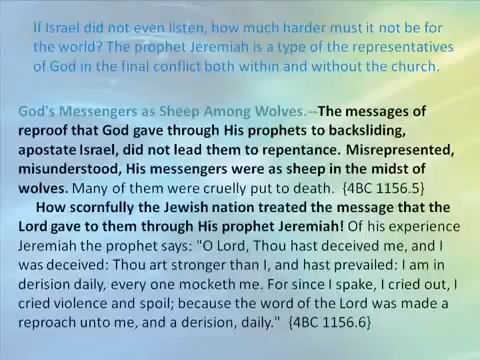 If Israel did not even listen, how much harder must it not be for
the world? The prophet Jeremiah is a type of the representatives
of God in the final conflict both within and without the church.
God's Messengers as Sheep Among Wolves.--The messages of
reproof that God gave through His prophets to backsliding,
apostate Israel, did not lead them to repentance. Misrepresented,
misunderstood, His messengers were as sheep in the midst of
wolves. Many of them were cruelly put to death.  {4BC 1156.5}
How scornfully the Jewish nation treated the message that the
Lord gave to them through His prophet Jeremiah! Of his experience
Jeremiah the prophet says: "O Lord, Thou hast deceived me, and I
was deceived: Thou art stronger than I, and hast prevailed: I am in
derision daily, every one mocketh me. For since I spake, I cried out, I
cried violence and spoil; because the word of the Lord was made a
reproach unto me, and a derision, daily."  {4BC 1156.6}